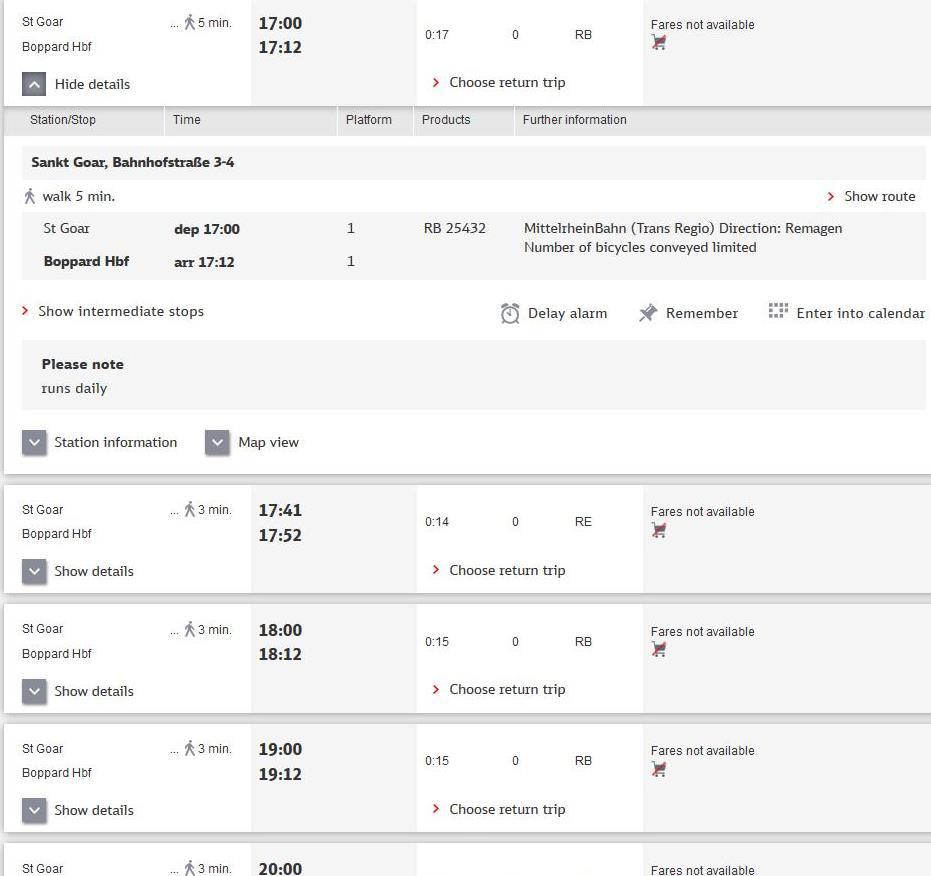 St Goar ... 5 min. 17:00 0:17 0 RB Fares not available
Boppard Hbf 17:12
Hide details Choose return trip
Station/Stop Time Platform Products Further information
Sankt Goar, Bahnhofstraße 3-4
walk 5 min. Show route
St Goar dep 17:00 1 RB 25432 MittelrheinBahn (Trans Regio) Direction: Remagen
Number of bicycles conveyed limited
Boppard Hbf arr 17:12 1
Show intermediate stops Delay alarm Remember Enter into calendar
Please note
runs daily
Station information Map view
St Goar ... 3 min. 17:41 0:14 0 RE Fares not available
Boppard Hbf 17:52
Show details Choose return trip
St Goar ... 3 min. 18:00 0:15 0 RB Fares not available
Boppard Hbf 18:12
Show details Choose return trip
St Goar ... 3 min. 19:00 0:15 0 RB Fares not available
Boppard Hbf 19:12
Show details Choose return trip
St Goar ... 3 min. 20:00 Fares not available